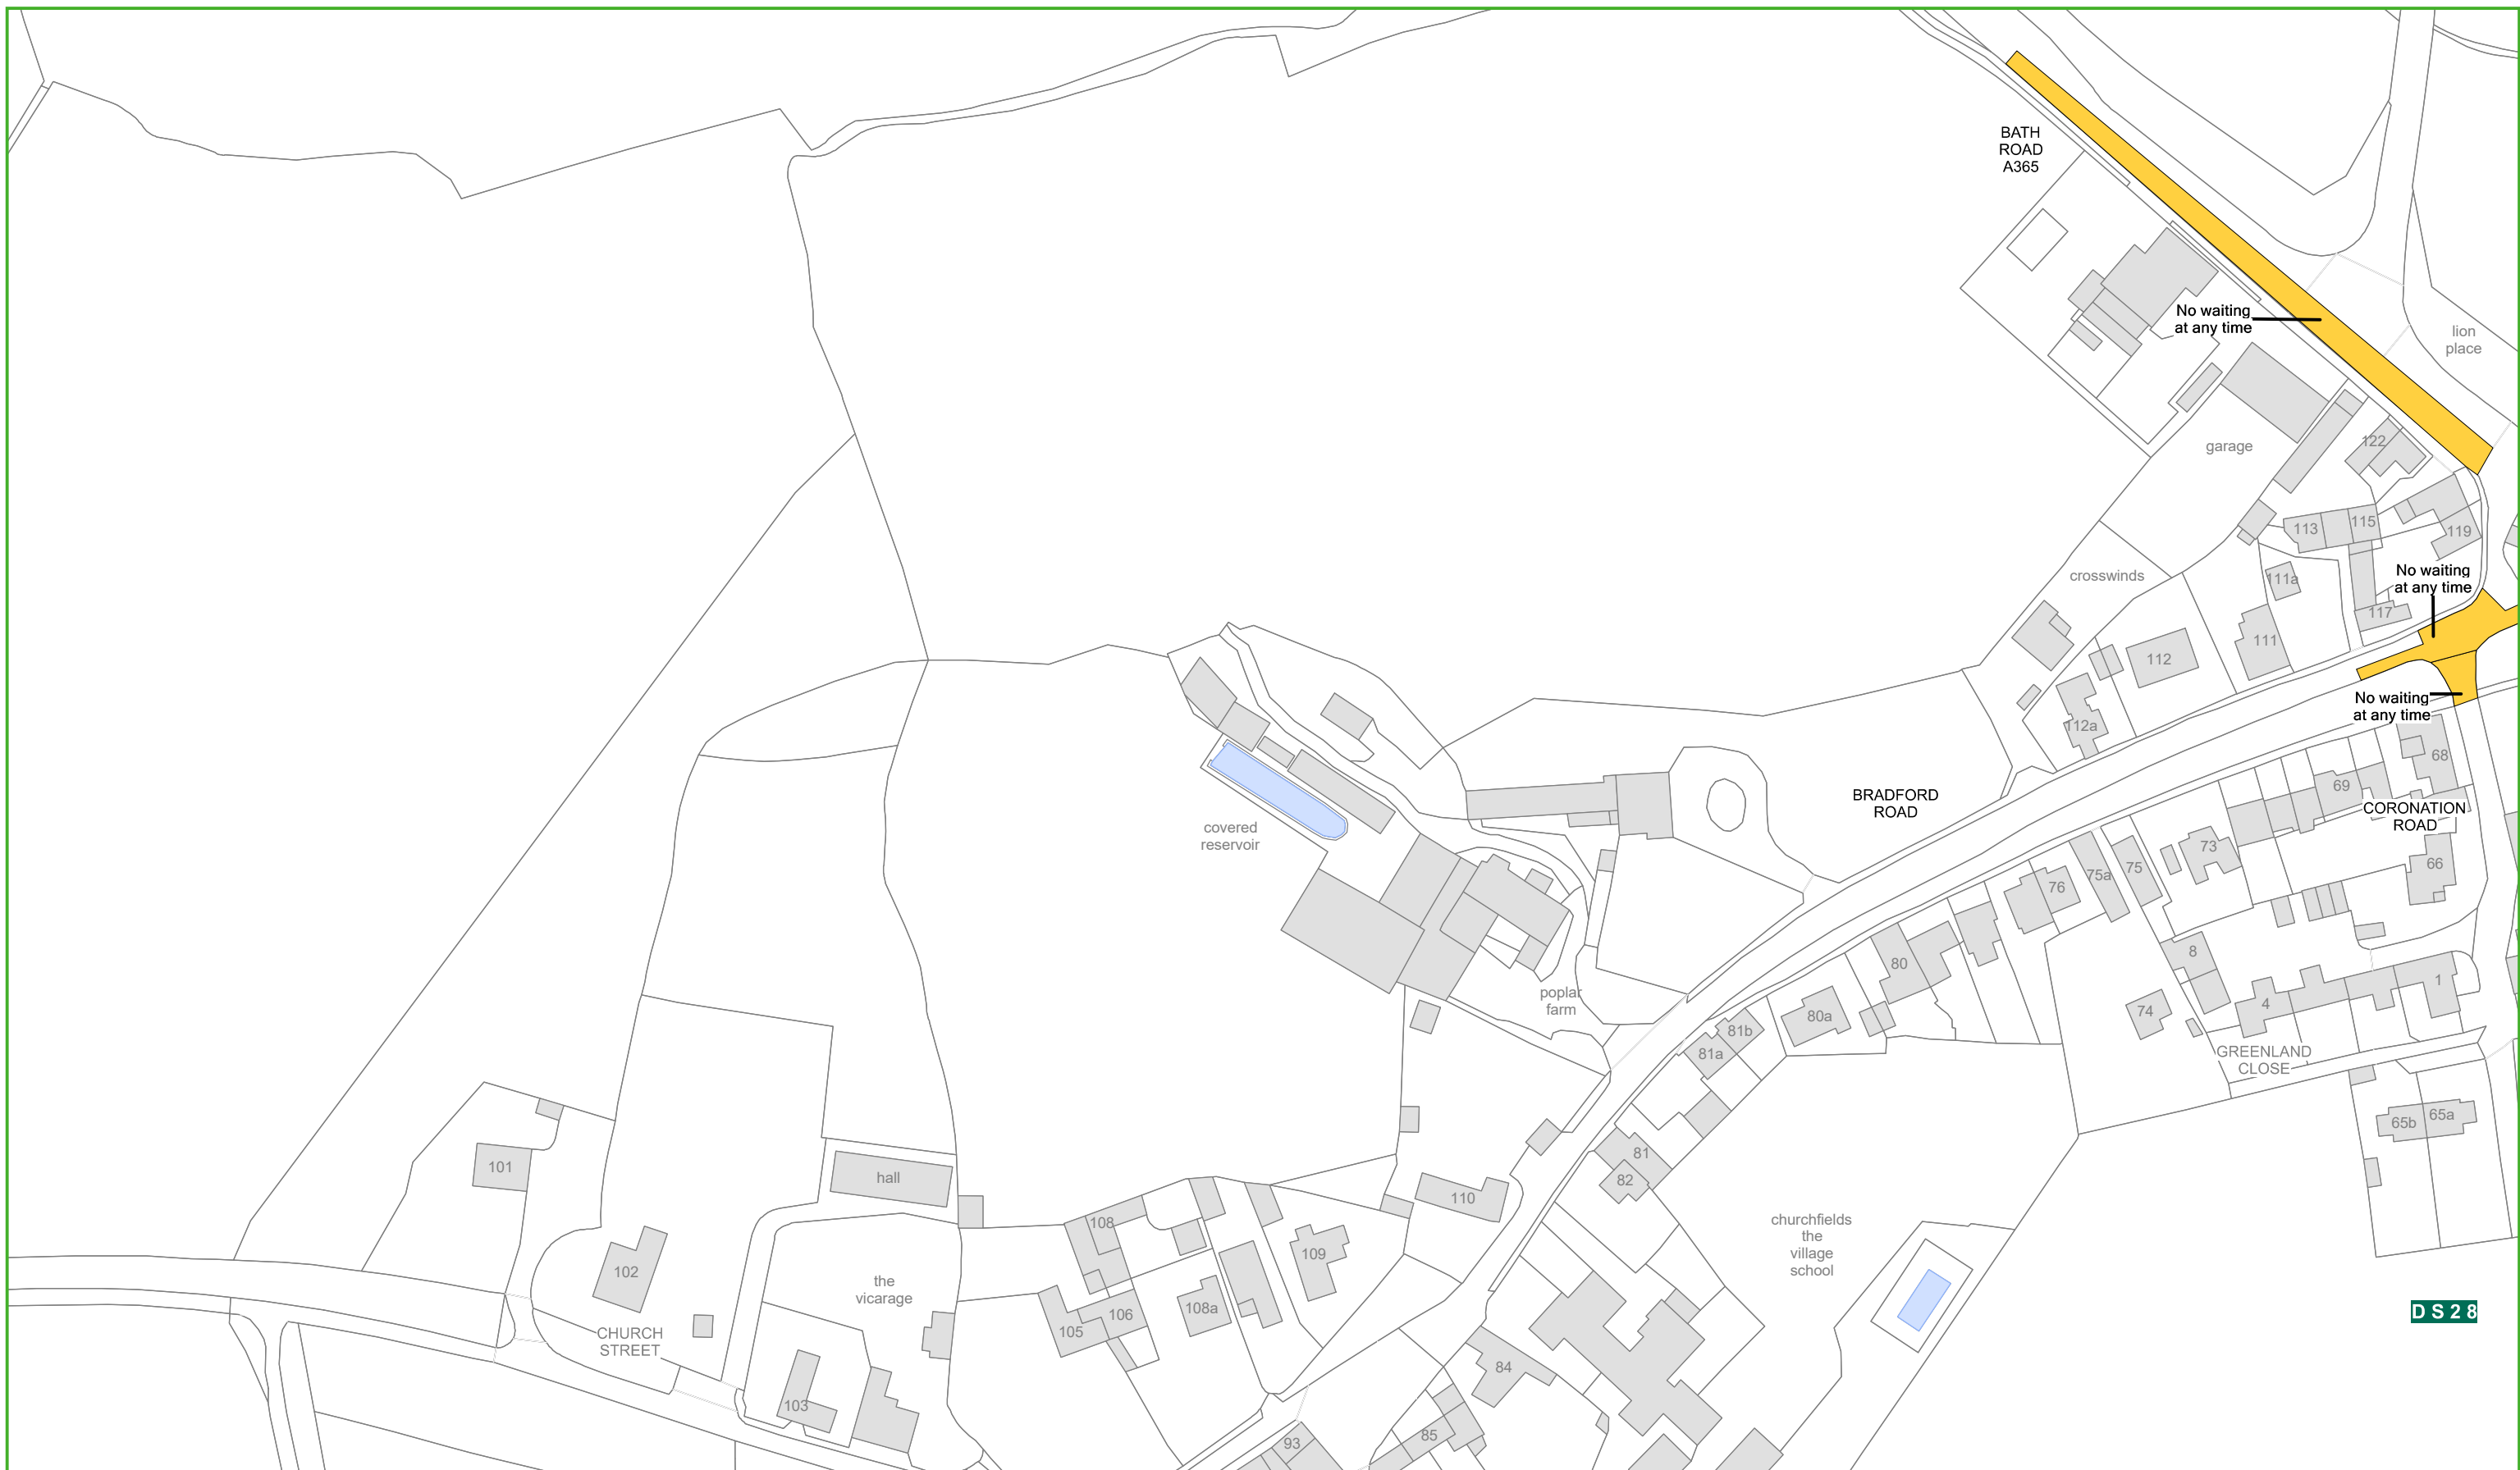 BATH
ROAD
A365
No waiting
at any time
lion
place
122
garage
113
115
119
No waiting
at any time
crosswinds
111a
117
111
112
No waiting
at any time
112a
68
69
BRADFORD
ROAD
CORONATION
ROAD
covered
reservoir
73
66
75
75a
76
8
80
1
poplar
farm
4
74
80a
81b
81a
GREENLAND
CLOSE
65b
65a
81
101
hall
82
110
108
churchfields
the
village
school
109
102
the
vicarage
108a
106
105
D S 2 8
CHURCH
STREET
84
103
85
93